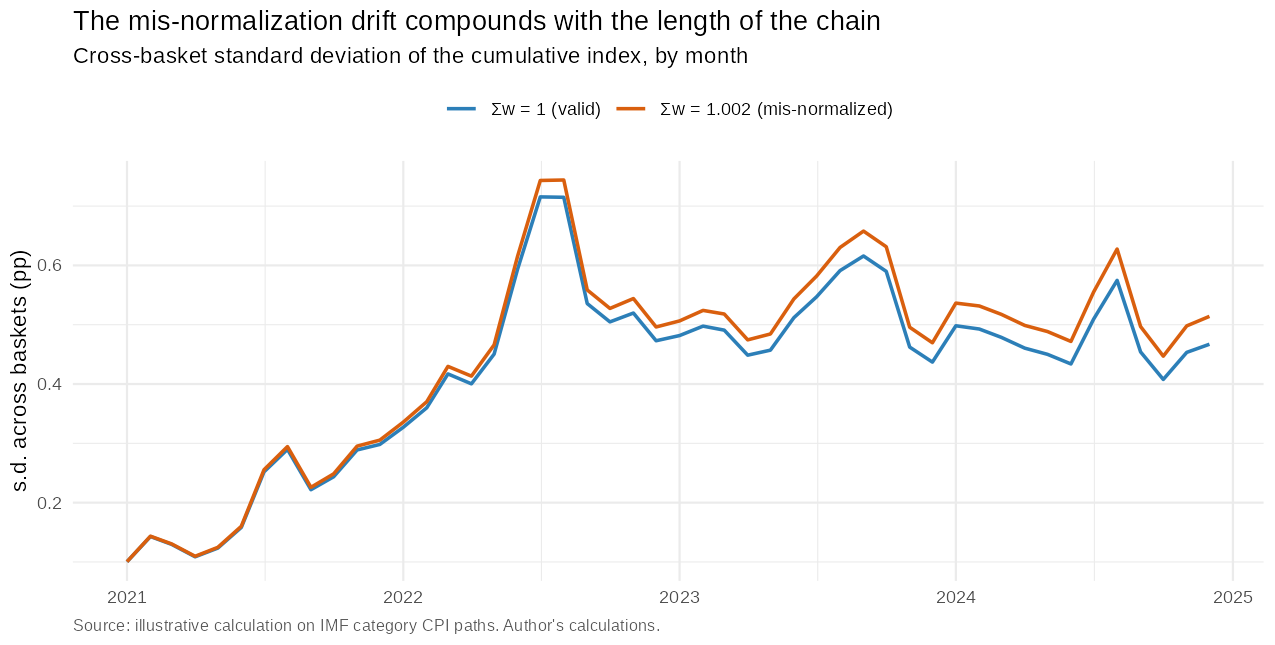 The mis-normalization drift compounds with the length of the chain
Cross-basket standard deviation of the cumulative index, by month
Σw = 1 (valid) Σw = 1.002 (mis-normalized)
s.d. across baskets (pp)
0.6
0.4
0.2
2021 2022 2023 2024 2025
Source: illustrative calculation on IMF category CPI paths. Author's calculations.